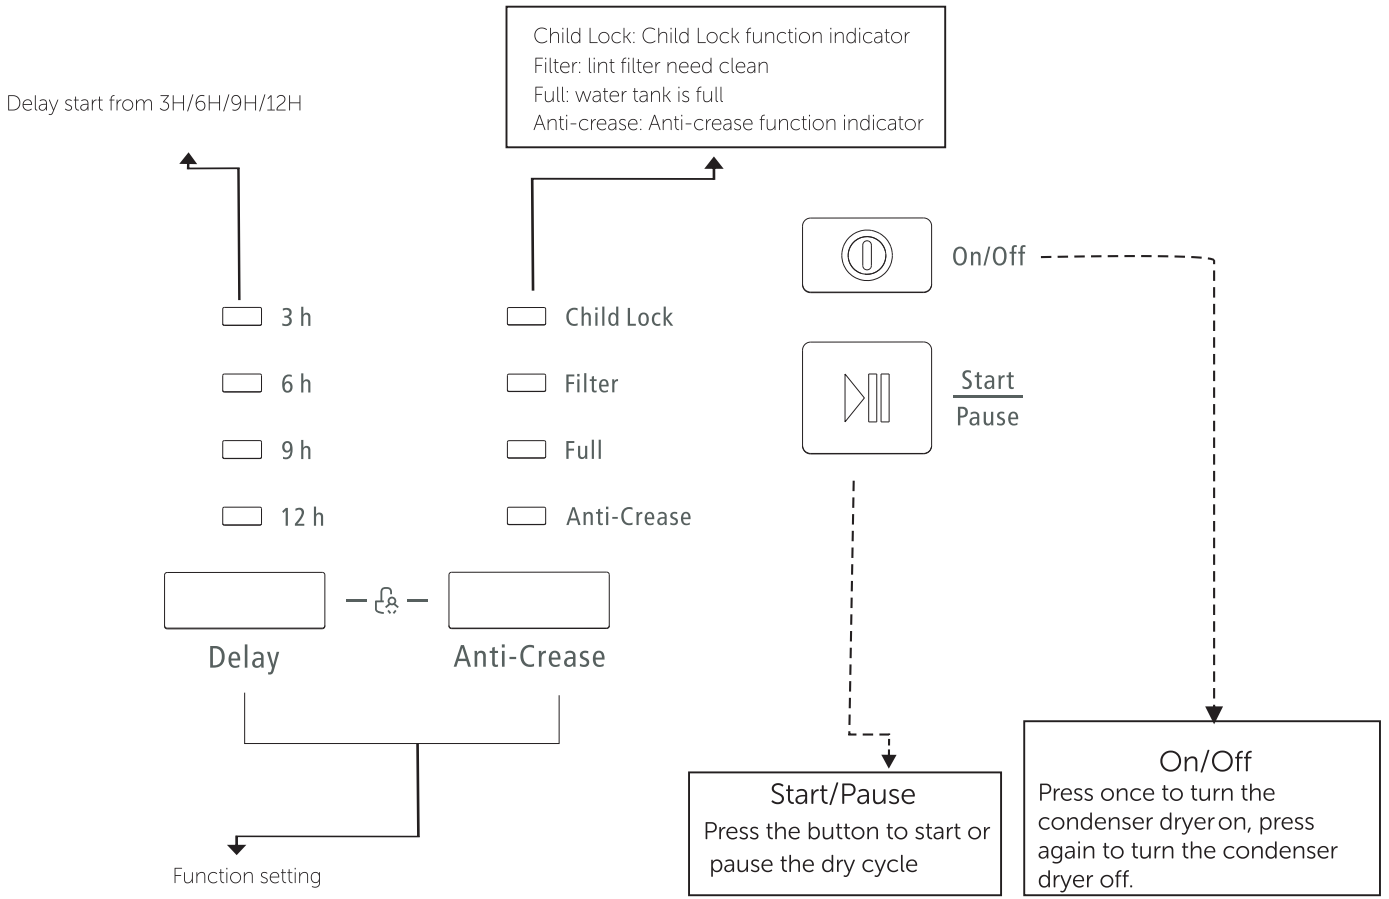 Child Lock: Child Lock function indicator
Filter: lint filter need clean
Full: water tank is full
Anti-crease: Anti-crease function indicator
Delay start from 3H/6H/9H/12H
On/Off
3 h
Child Lock
6 h
Filter
Start
Pause
9 h
Full
12 h
Anti-Crease
Delay
Anti-Crease
Function setting
Start/Pause
Press the button to start or
pause the dry cycle
On/Off
Press once to turn the
condenser dryer on, press
again to turn the condenser
dryer off.